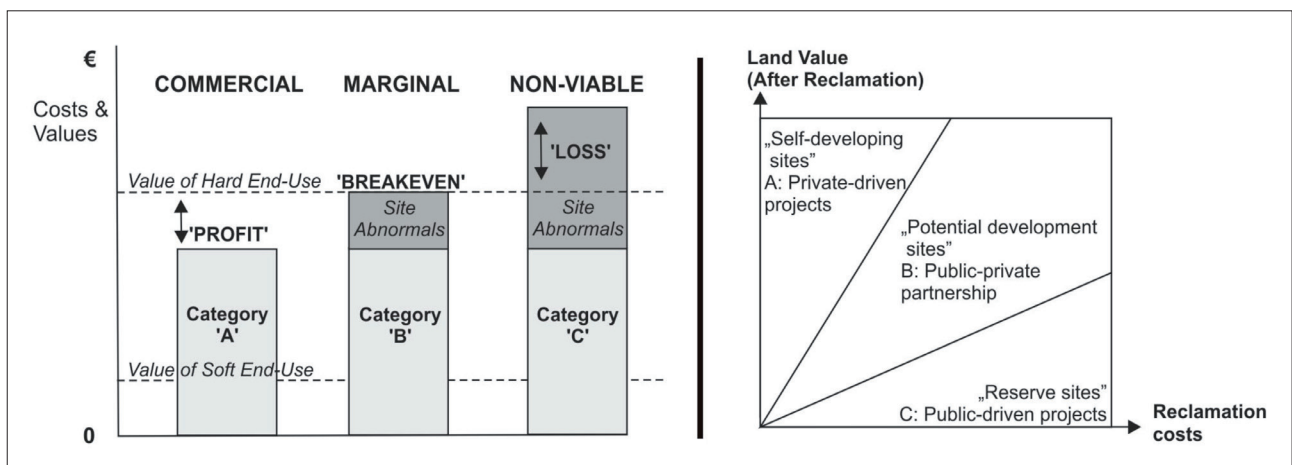 €
COMMERCIAL
MARGINAL
NON-VIABLE
Costs &
Values
'LOSS'
Value of Hard End-Use
'BREAKEVEN'
'PROFIT'
Site
Abnormals
Site
Abnormals
Category
'A'
Category
'B'
Category
'C'
Value of Soft End-Use
0
Land Value
(After Reclamation)
„Self-developing
sites”
A: Private-driven
projects
„Potential development
sites”
B: Public-private
partnership
„Reserve sites”
C: Public-driven projects
Reclamation
costs